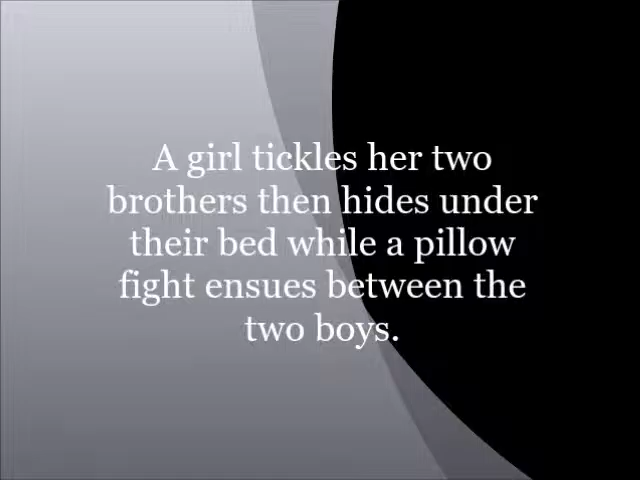 A girl tickles her two
brothers then hides under
their bed while a pillow
fight ensues between the
two boys.